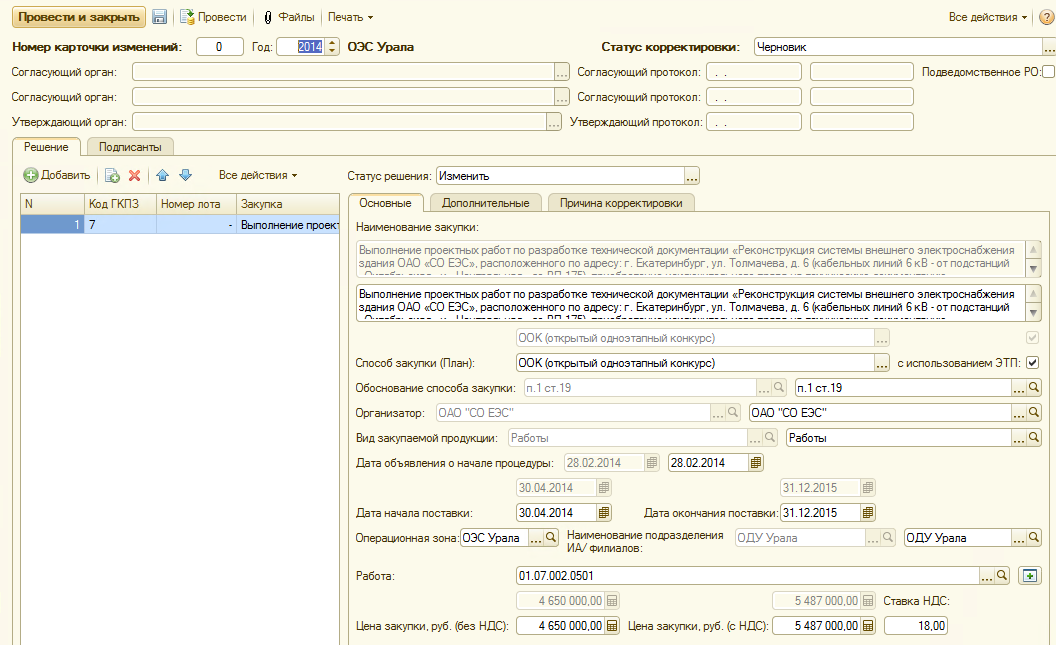 Провести и закрыть Провести Файлы Печать Все действия
Номер карточки изменений: 0 Год: 2014 ОЭС Урала Статус корректировки: Черновик ...
Согласующий орган: ... Согласующий протокол: . . Подведомственное РО:
Согласующий орган: ... Согласующий протокол: . .
Утверждающий орган: ... Утверждающий протокол: . .
Решение Подписанты
Добавить Все действия Статус решения: Изменить ...
N Код ГКПЗ Номер лота Закупка
1 7 - Выполнение проект
Основные Дополнительные Причина корректировки
Наименование закупки:
Выполнение проектных работ по разработке технической документации «Реконструкция системы внешнего электроснабжения
здания ОАО «СО ЕЭС», расположенного по адресу: г. Екатеринбург, ул. Толмачева, д. 6 (кабельных линий 6 кВ - от подстанций
Выполнение проектных работ по разработке технической документации «Реконструкция системы внешнего электроснабжения
здания ОАО «СО ЕЭС», расположенного по адресу: г. Екатеринбург, ул. Толмачева, д. 6 (кабельных линий 6 кВ - от подстанций
ООК (открытый одноэтапный конкурс) ...
Способ закупки (План): ООК (открытый одноэтапный конкурс) ... с использованием ЭТП:
Обоснование способа закупки: п.1 ст.19 ... п.1 ст.19 ...
Организатор: ОАО "СО ЕЭС" ... ОАО "СО ЕЭС" ...
Вид закупаемой продукции: Работы ... Работы ...
Дата объявления о начале процедуры: 28.02.2014 28.02.2014
30.04.2014 31.12.2015
Дата начала поставки: 30.04.2014 Дата окончания поставки: 31.12.2015
Операционная зона: ОЭС Урала ... Наименование подразделения ИА/ филиалов: ОДУ Урала ... ОДУ Урала ...
Работа: 01.07.002.0501 ...
4 650 000,00 5 487 000,00 Ставка НДС:
Цена закупки, руб. (без НДС): 4 650 000,00 Цена закупки, руб. (с НДС): 5 487 000,00 18,00